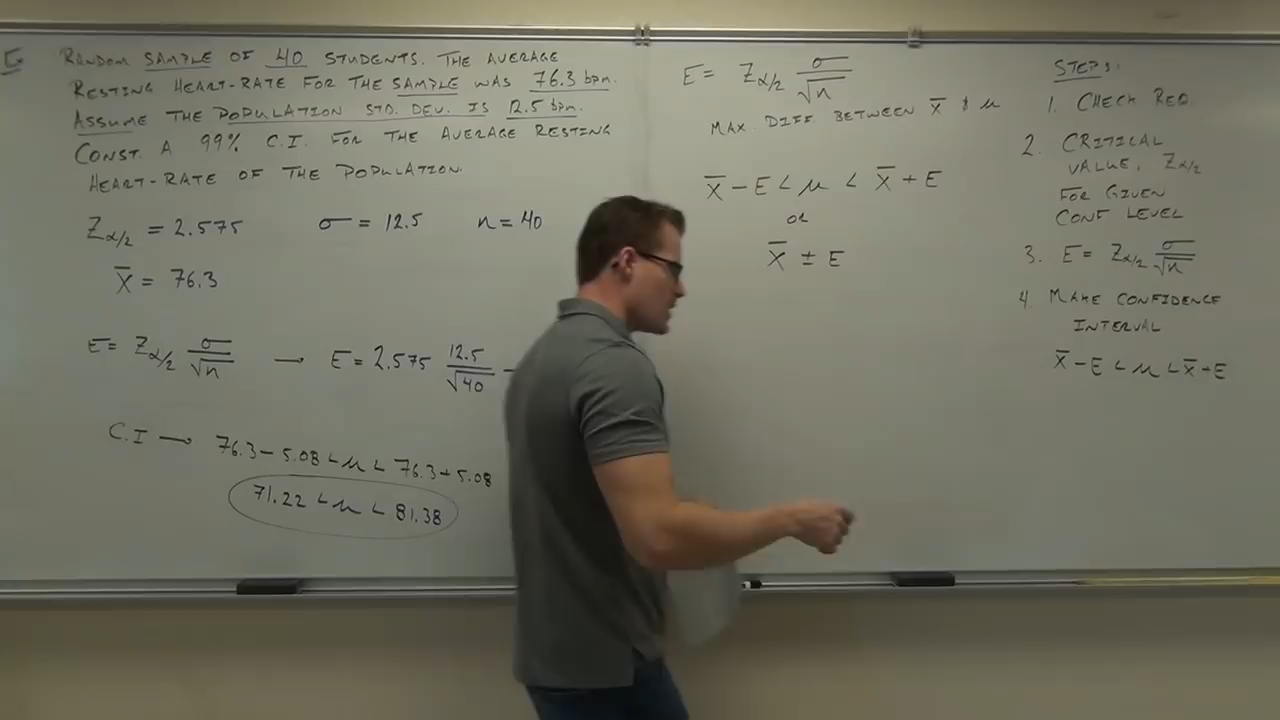 E RANDOM SAMPLE OF 40 STUDENTS. THE AVERAGE
RESTING HEART-RATE FOR THE SAMPLE WAS 76.3 bpm.
ASSUME THE POPULATION STD. DEV. IS 12.5 bpm.
CONST. A 99% C.I. FOR THE AVERAGE RESTING
HEART-RATE OF THE POPULATION.
Zα/2 = 2.575 σ = 12.5 n = 40
x̄ = 76.3
E = Zα/2 σ/√n → E = 2.575 12.5/√40 –
C.I → 76.3 – 5.08 < μ < 76.3 + 5.08
71.22 < μ < 81.38
E = Zα/2 σ/√n
MAX. DIFF BETWEEN x̄ & μ
x̄ – E < μ < x̄ + E
or
x̄ ± E
STEPS:
1. CHECK REQ.
2. CRITICAL
VALUE, Zα/2
FOR GIVEN
CONF LEVEL
3. E = Zα/2 σ/√n
4. MAKE CONFIDENCE
INTERVAL
x̄ – E < μ < x̄ + E